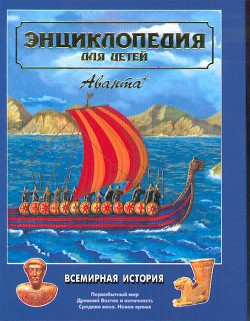 ЭНЦИКЛОПЕДИЯ
ДЛЯ ДЕТЕЙ
Аванта+
ВСЕМИРНАЯ ИСТОРИЯ
Первобытный мир
Древний Восток и античность
Средние века. Новое время